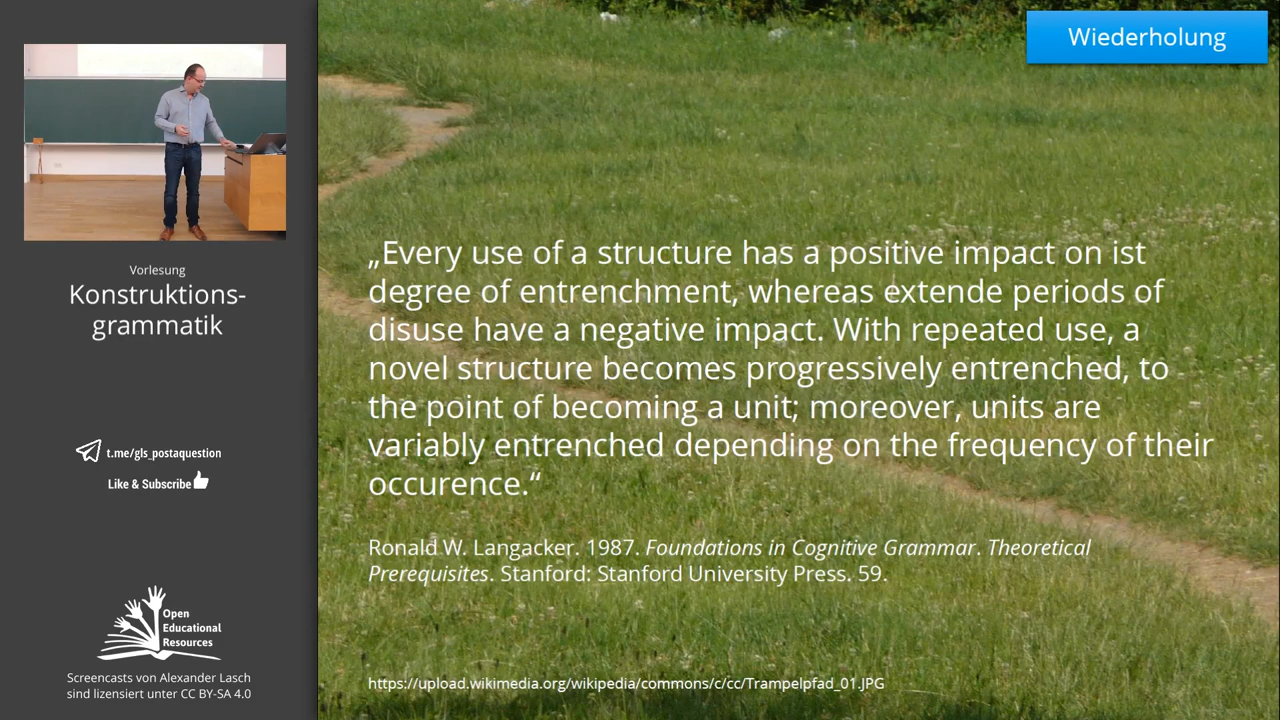 Wiederholung
Vorlesung
Konstruktions-
grammatik
t.me/gls_postaquestion
Like & Subscribe
Open
Educational
Resources
Screencasts von Alexander Lasch
sind lizensiert unter CC BY-SA 4.0
„Every use of a structure has a positive impact on ist
degree of entrenchment, whereas extende periods of
disuse have a negative impact. With repeated use, a
novel structure becomes progressively entrenched, to
the point of becoming a unit; moreover, units are
variably entrenched depending on the frequency of their
occurence.“
Ronald W. Langacker. 1987. Foundations in Cognitive Grammar. Theoretical
Prerequisites. Stanford: Stanford University Press. 59.
https://upload.wikimedia.org/wikipedia/commons/c/cc/Trampelpfad_01.JPG